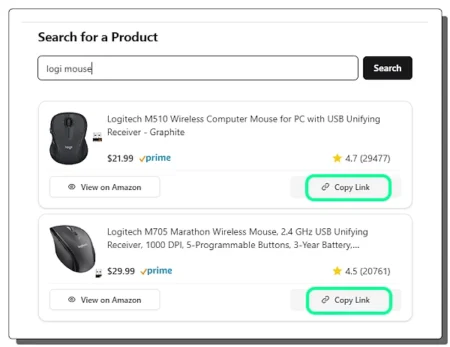 Search for a Product
logi mouse
Search
Logitech M510 Wireless Computer Mouse for PC with USB Unifying
Receiver - Graphite
$21.99 prime
4.7 (29477)
View on Amazon
Copy Link
Logitech M705 Marathon Wireless Mouse, 2.4 GHz USB Unifying
Receiver, 1000 DPI, 5-Programmable Buttons, 3-Year Battery,...
$29.99 prime
4.5 (20761)
View on Amazon
Copy Link